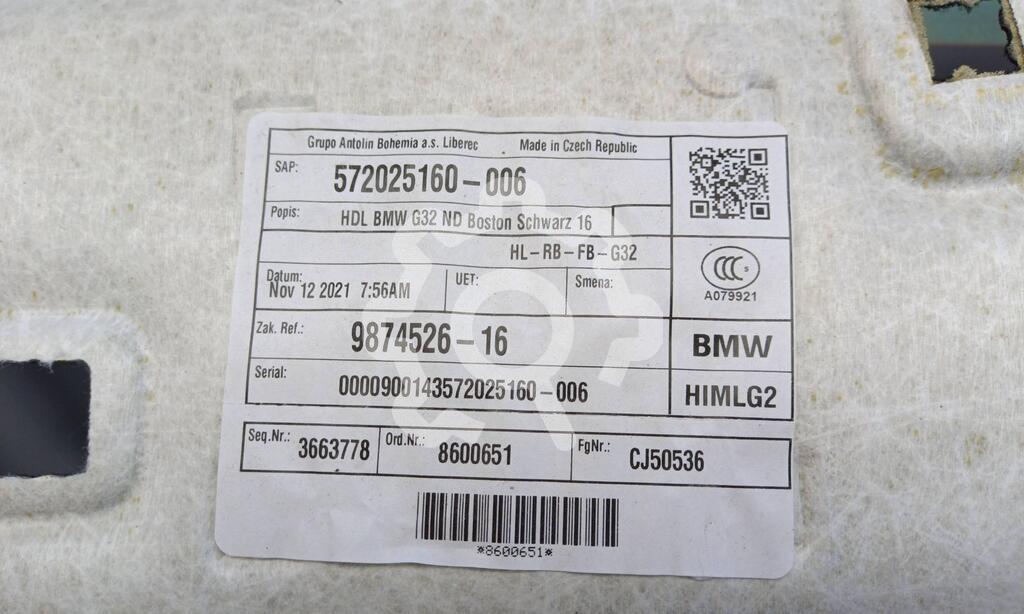 Grupo Antolin Bohemia a.s. Liberec Made in Czech Republic
SAP: 572025160-006
Popis: HDL BMW G32 ND Boston Schwarz 16
HL-RB-FB-G32
Datum: Nov 12 2021 7:56AM UET: Smena:
CCC S
A079921
Zak. Ref.: 9874526-16
BMW
Serial: 0000900143572025160-006
HIMLG2
Seq.Nr.: 3663778 Ord.Nr.: 8600651 FgNr.: CJ50536
*8600651*